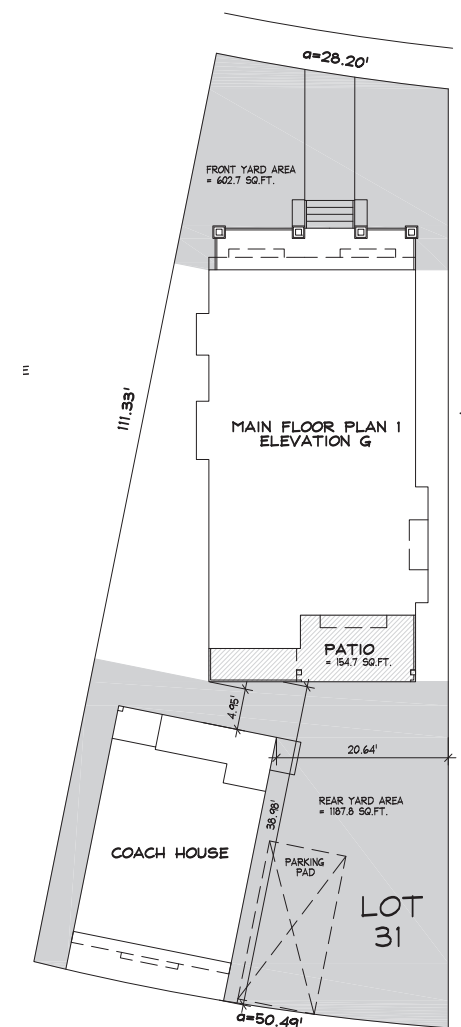 a=28.20'
FRONT YARD AREA
= 602.7 SQ.FT.
111.33'
MAIN FLOOR PLAN 1
ELEVATION G
PATIO
= 154.7 SQ.FT.
4.95'
20.64'
REAR YARD AREA
= 1187.8 SQ.FT.
38.98'
COACH HOUSE
PARKING
PAD
LOT
31
a=50.49'